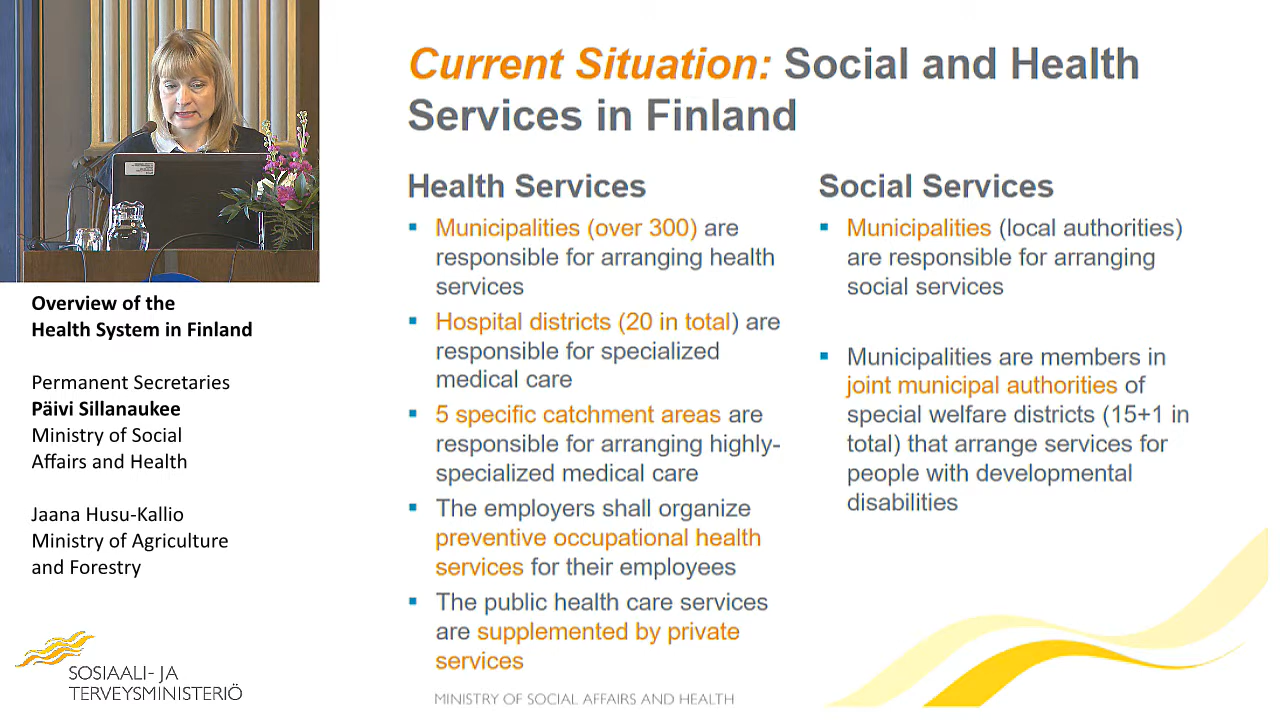 Current Situation: Social and Health
Services in Finland
Health Services
▪ Municipalities (over 300) are
responsible for arranging health
services
▪ Hospital districts (20 in total) are
responsible for specialized
medical care
▪ 5 specific catchment areas are
responsible for arranging highly-
specialized medical care
▪ The employers shall organize
preventive occupational health
services for their employees
▪ The public health care services
are supplemented by private
services
Social Services
▪ Municipalities (local authorities)
are responsible for arranging
social services
▪ Municipalities are members in
joint municipal authorities of
special welfare districts (15+1 in
total) that arrange services for
people with developmental
disabilities
MINISTRY OF SOCIAL AFFAIRS AND HEALTH
Overview of the
Health System in Finland
Permanent Secretaries
Päivi Sillanaukee
Ministry of Social
Affairs and Health
Jaana Husu-Kallio
Ministry of Agriculture
and Forestry
SOSIAALI- JA
TERVEYSMINISTERIÖ